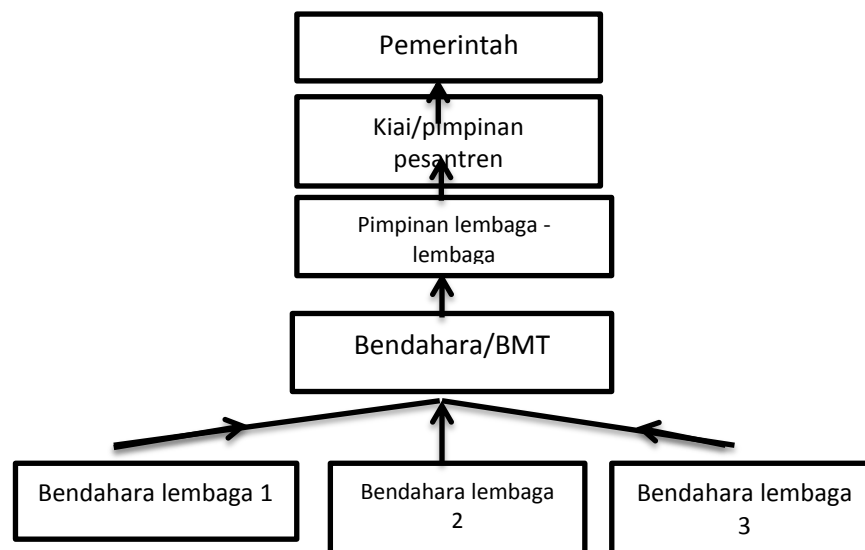 Pemerintah
Kiai/pimpinan
pesantren
Pimpinan lembaga -
lembaga
Bendahara/BMT
Bendahara lembaga 1
Bendahara lembaga
2
Bendahara lembaga
3